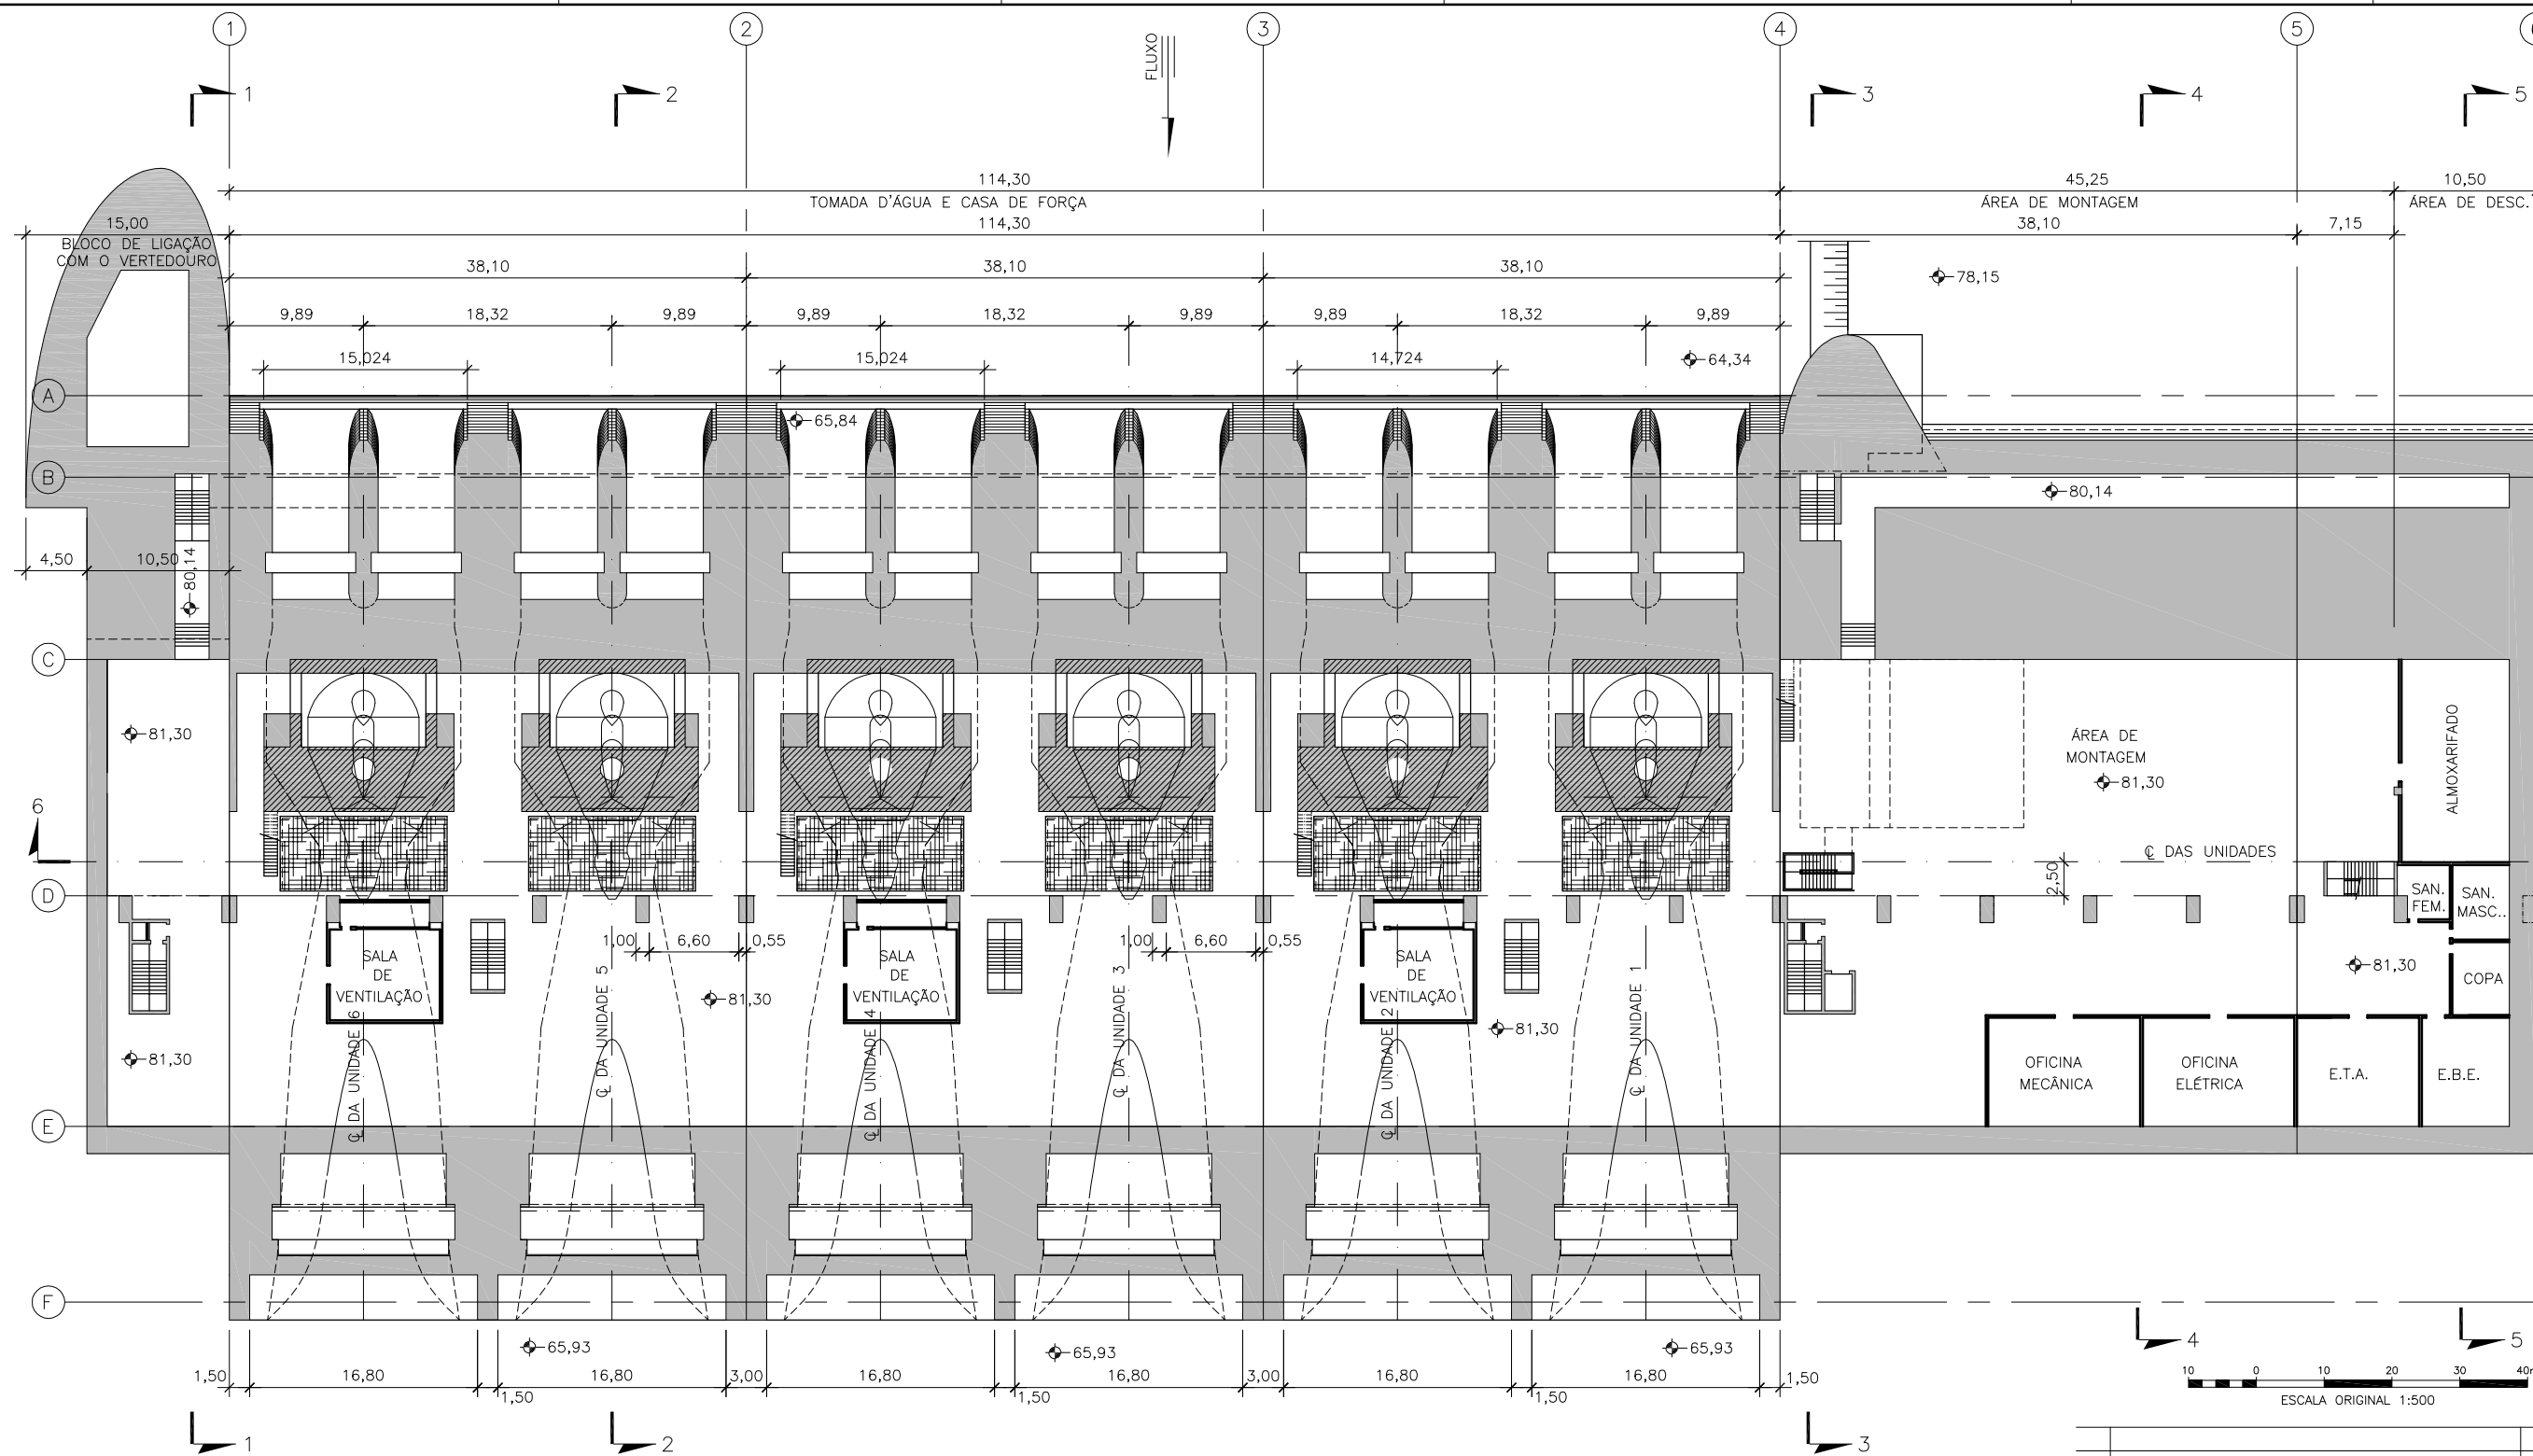 1 2 3 4 5
FLUXO
1 2 3 4 5
114,30 45,25 10,50
TOMADA D'ÁGUA E CASA DE FORÇA ÁREA DE MONTAGEM ÁREA DE DESC.
15,00 114,30 38,10 7,15
BLOCO DE LIGAÇÃO
COM O VERTEDOURO
38,10 38,10 38,10
78,15
9,89 18,32 9,89 9,89 18,32 9,89 9,89 18,32 9,89
15,024 15,024 14,724 64,34
A
65,84
B
80,14
4,50 10,50
80,14
C
81,30
ÁREA DE
MONTAGEM
81,30
ALMOXARIFADO
6
℄ DAS UNIDADES
2,50
D
SAN.
FEM.
SAN.
MASC..
1,00 6,60 0,55 1,00 6,60 0,55
SALA
DE
VENTILAÇÃO
SALA
DE
VENTILAÇÃO
SALA
DE
VENTILAÇÃO
81,30
81,30
81,30
COPA
81,30
℄ DA UNIDADE 6
℄ DA UNIDADE 5
℄ DA UNIDADE 4
℄ DA UNIDADE 3
℄ DA UNIDADE 2
℄ DA UNIDADE 1
OFICINA
MECÂNICA
OFICINA
ELÉTRICA
E.T.A.
E.B.E.
E
F
65,93 65,93 65,93
4 5
1,50 16,80 16,80 3,00 16,80 16,80 3,00 16,80 16,80 1,50
1,50 1,50 1,50
10 0 10 20 30 40
ESCALA ORIGINAL 1:500
1 2 3